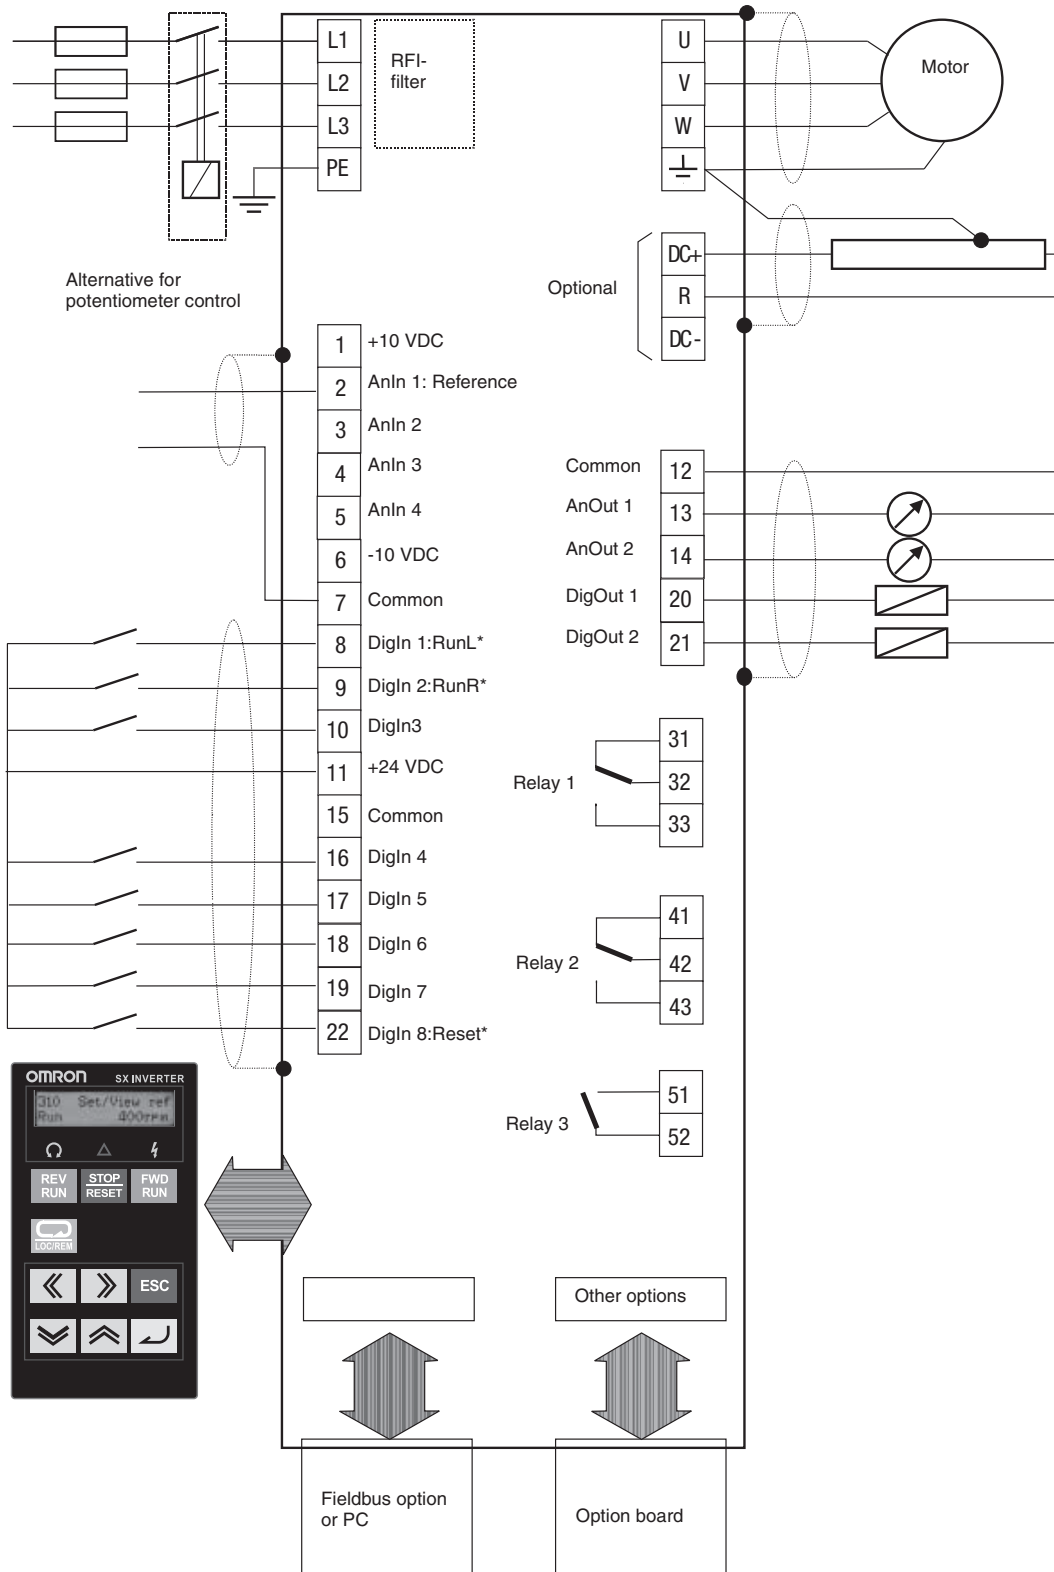 L1
L2
L3
PE
RFI-
filter
U
V
W
Motor
Alternative for
potentiometer control
Optional
DC+
R
DC-
1 +10 VDC
2 AnIn 1: Reference
3 AnIn 2
4 AnIn 3
5 AnIn 4
6 -10 VDC
7 Common
8 DigIn 1:RunL*
9 DigIn 2:RunR*
10 DigIn3
11 +24 VDC
15 Common
16 DigIn 4
17 DigIn 5
18 DigIn 6
19 DigIn 7
22 DigIn 8:Reset*
Common 12
AnOut 1 13
AnOut 2 14
DigOut 1 20
DigOut 2 21
Relay 1
31
32
33
Relay 2
41
42
43
Relay 3
51
52
OMRON SX INVERTER
310 Set/View ref
Run 400rpm
REV
RUN
STOP
RESET
FWD
RUN
LOC/REM
ESC
Other options
Fieldbus option
or PC
Option board